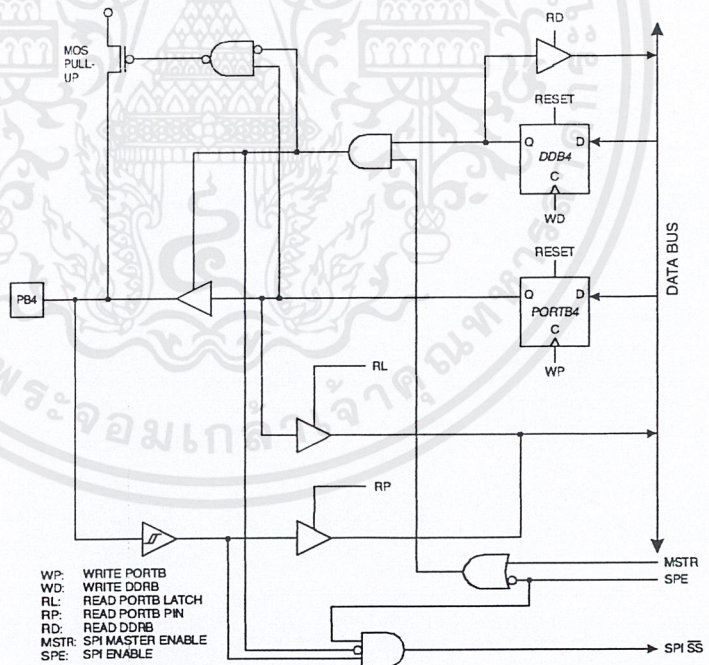 RD
MOS
PULL-
UP
RESET
Q D
DDB4
C
WD
RESET
PB4
Q D
PORTB4
C
WP
DATA BUS
RL
RP
MSTR
SPE
SPI SS
WP: WRITE PORTB
WD: WRITE DDRB
RL: READ PORTB LATCH
RP: READ PORTB PIN
RD: READ DDRB
MSTR: SPI MASTER ENABLE
SPE: SPI ENABLE